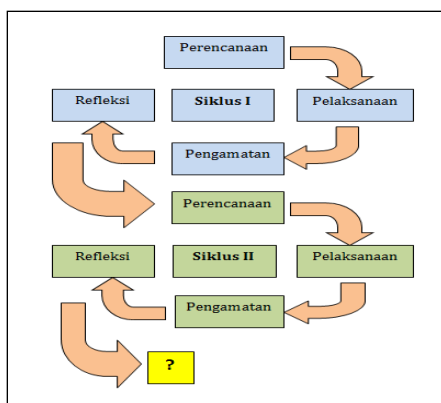 Perencanaan
Refleksi
Siklus I
Pelaksanaan
Pengamatan
Perencanaan
Refleksi
Siklus II
Pelaksanaan
Pengamatan
?